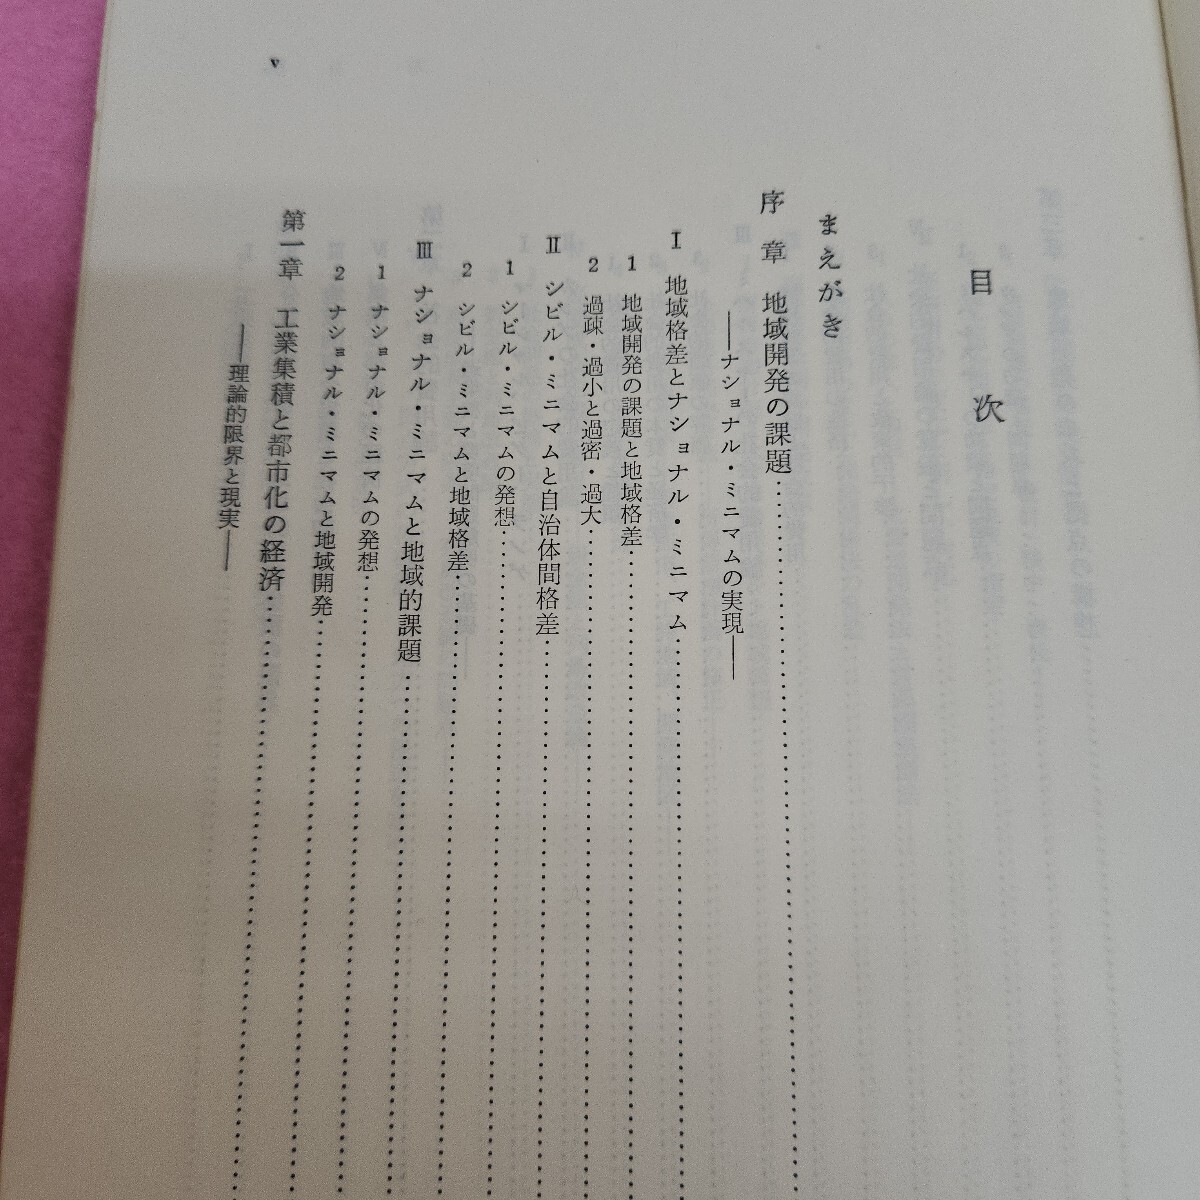 目次
まえがき
序章 地域開発の課題
――ナショナル・ミニマムの実現――
Ⅰ 地域格差とナショナル・ミニマム
1 地域開発の課題と地域格差
2 過疎・過小と過密・過大
Ⅱ シビル・ミニマムと自治体間格差
1 シビル・ミニマムの発想
2 シビル・ミニマムと地域格差
Ⅲ ナショナル・ミニマムと地域的課題
1 ナショナル・ミニマムの発想
2 ナショナル・ミニマムと地域開発
第一章 工業集積と都市化の経済
――理論的限界と現実――
v